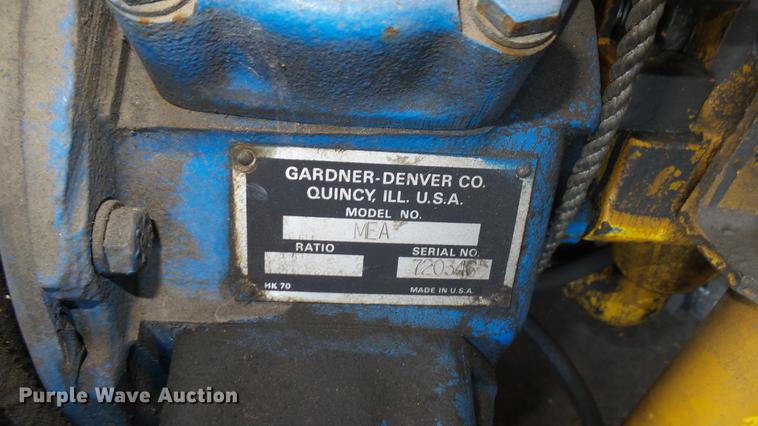 GARDNER-DENVER CO.
QUINCY, ILL. U.S.A.
MODEL NO.
MEA
RATIO SERIAL NO.
HK 70 MADE IN U.S.A.
Purple Wave Auction®